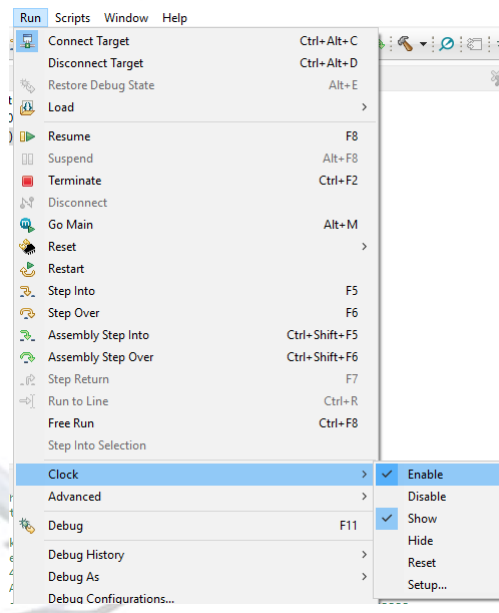 Run Scripts Window Help
Connect Target Ctrl+Alt+C
Disconnect Target Ctrl+Alt+D
Restore Debug State Alt+E
Load
Resume F8
Suspend Alt+F8
Terminate Ctrl+F2
Disconnect
Go Main Alt+M
Reset
Restart
Step Into F5
Step Over F6
Assembly Step Into Ctrl+Shift+F5
Assembly Step Over Ctrl+Shift+F6
Step Return F7
Run to Line Ctrl+R
Free Run Ctrl+F8
Step Into Selection
Clock
Enable
Advanced
Disable
Show
Debug F11
Hide
Debug History
Reset
Debug As
Setup...
Debug Configurations...